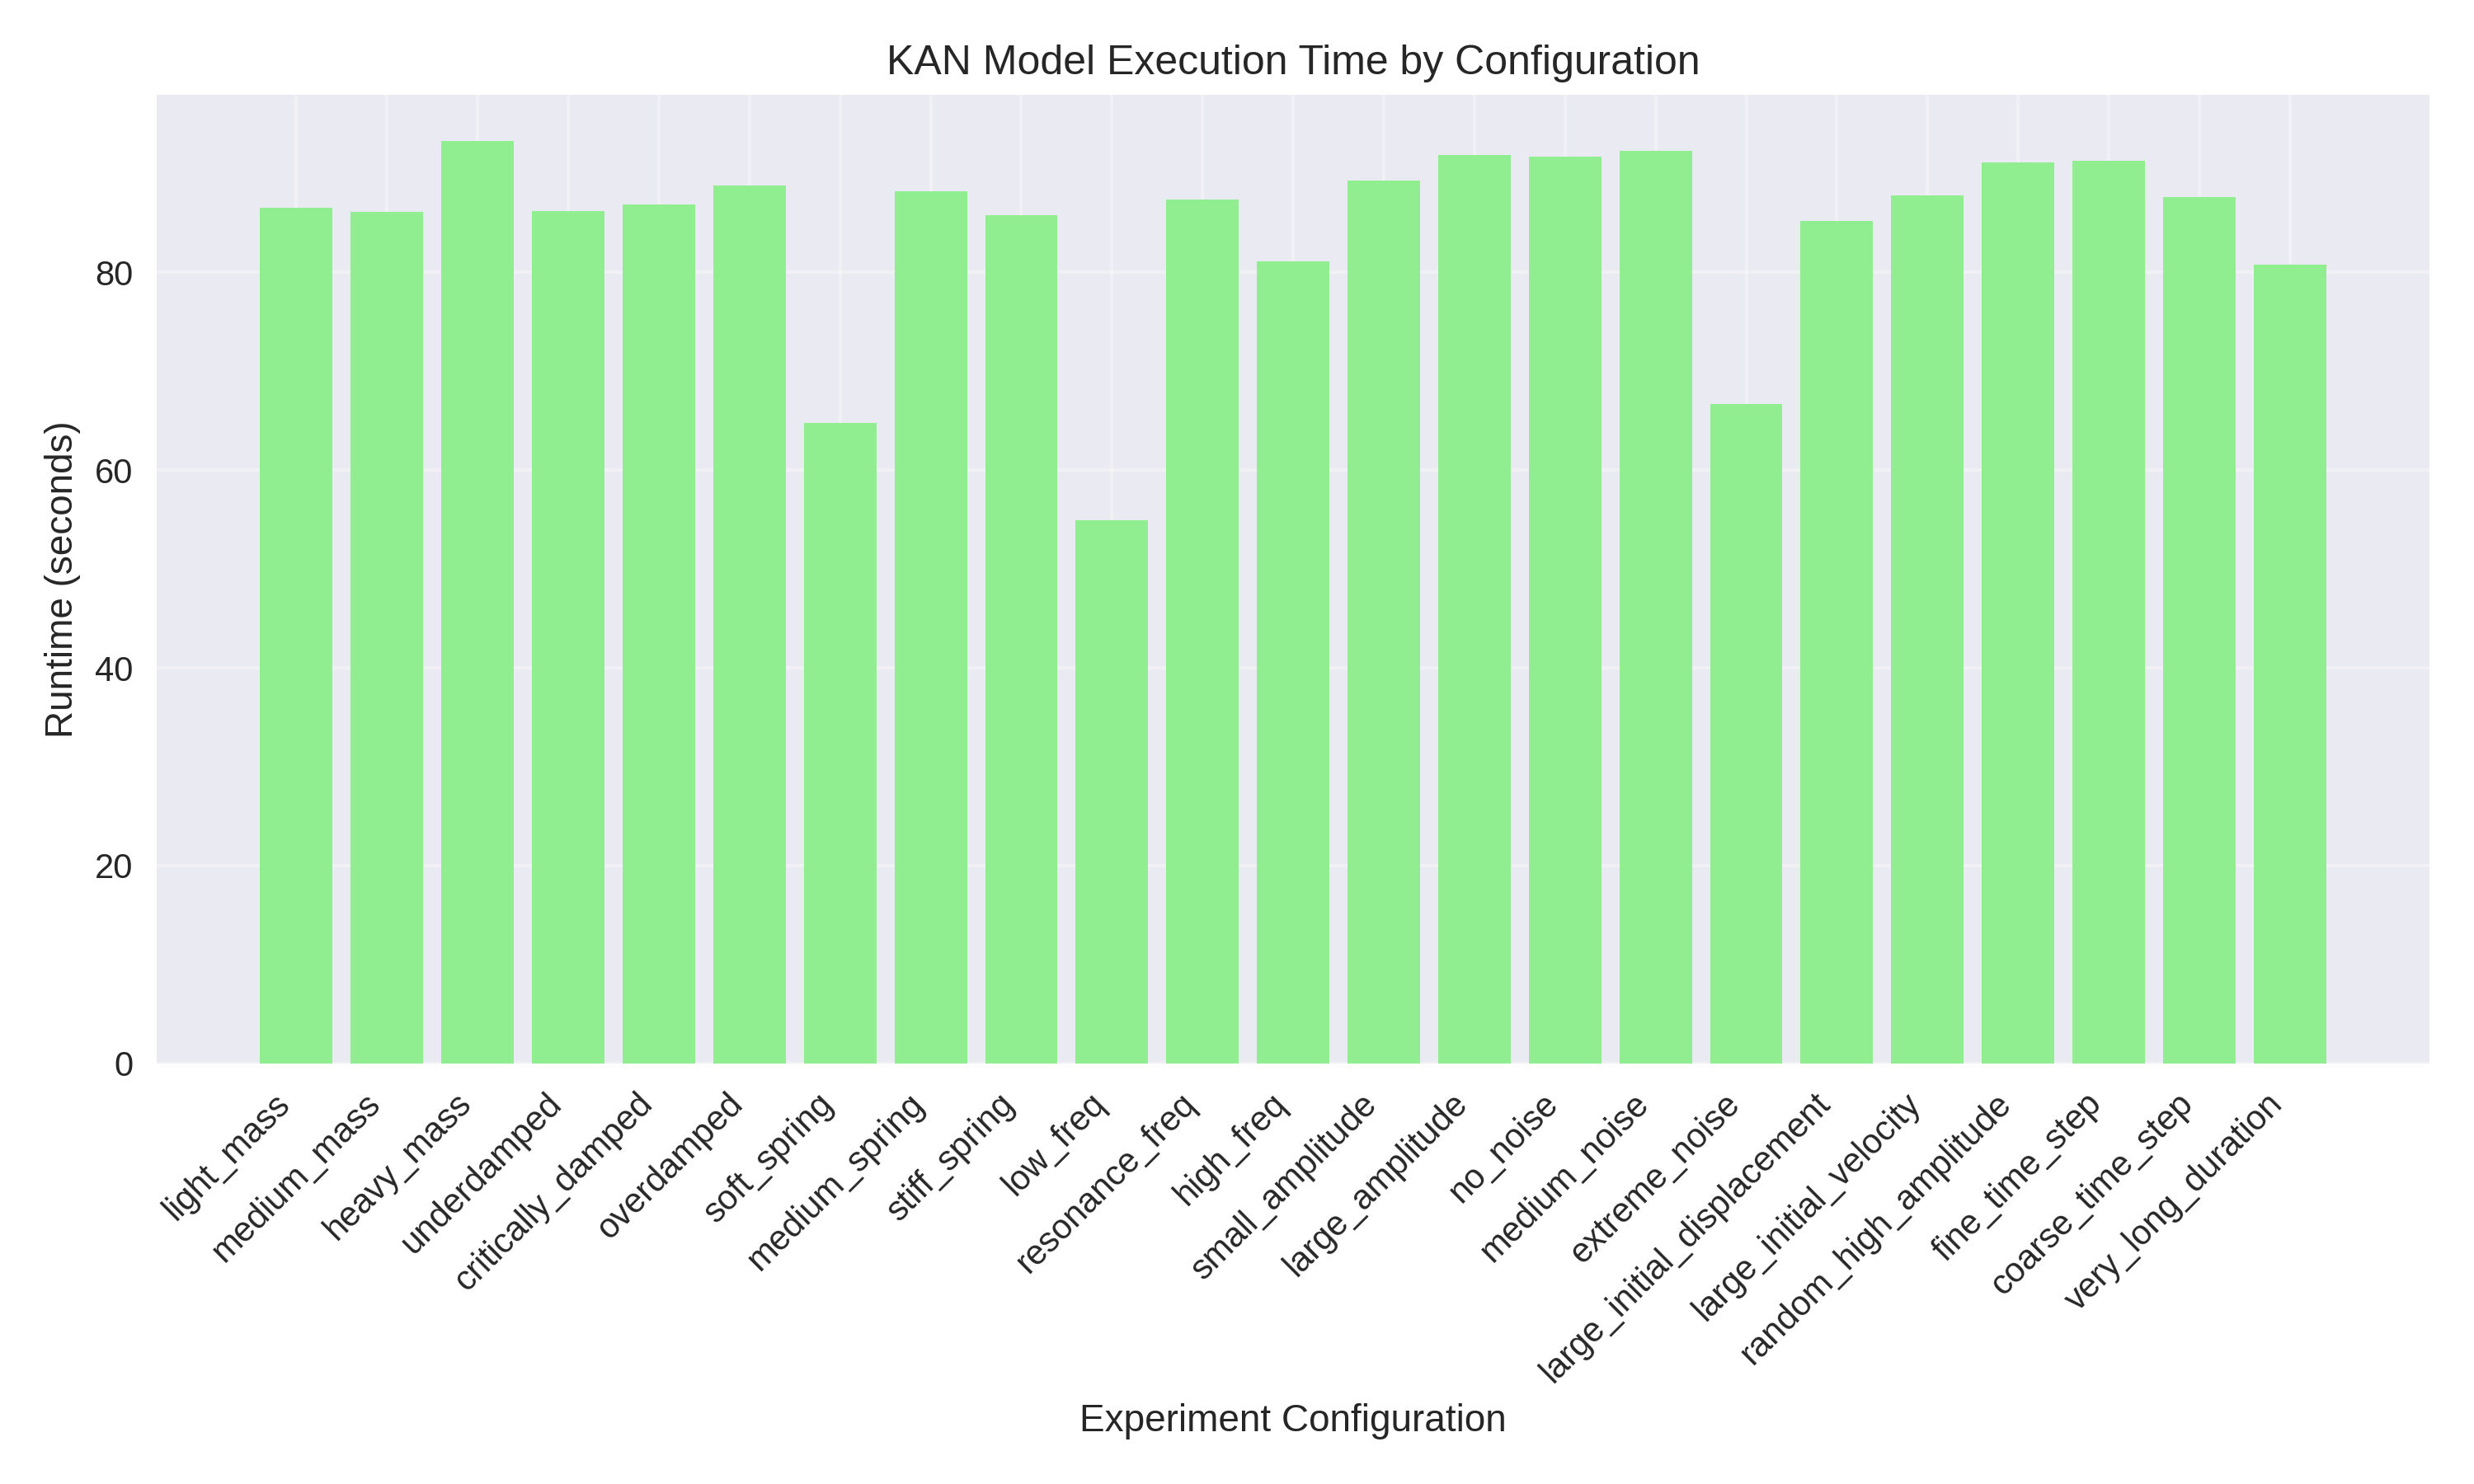 KAN Model Execution Time by Configuration
Runtime (seconds)
80
60
40
20
0
light_mass
medium_mass
heavy_mass
underdamped
critically_damped
overdamped
soft_spring
medium_spring
stiff_spring
low_freq
resonance_freq
high_freq
small_amplitude
large_amplitude
no_noise
medium_noise
extreme_noise
large_initial_displacement
large_initial_velocity
random_high_amplitude
fine_time_step
coarse_time_step
very_long_duration
Experiment Configuration